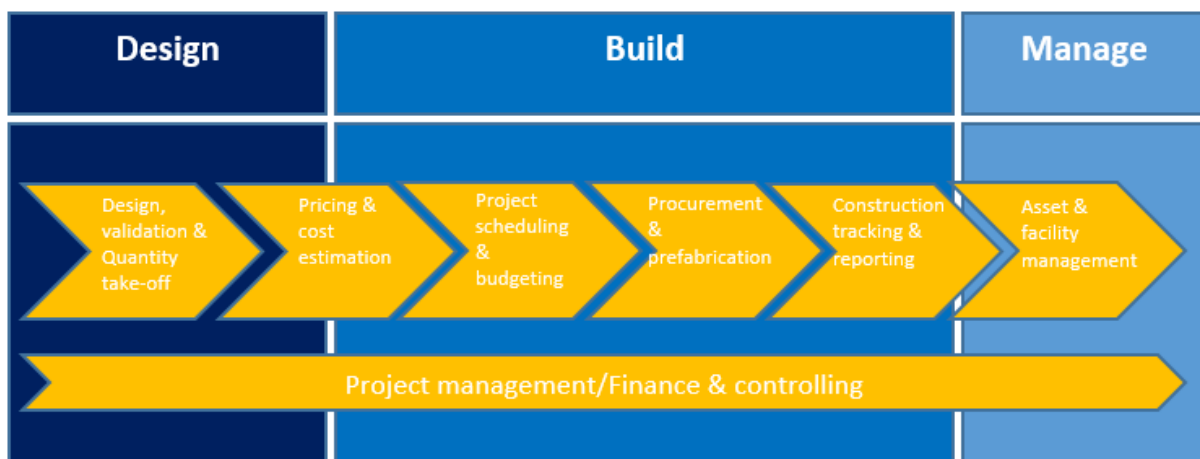 Design
Build
Manage
Design,
validation &
Quantity
take-off
Pricing &
cost
estimation
Project
scheduling
&
budgeting
Procurement
&
prefabrication
Construction
tracking &
reporting
Asset &
facility
management
Project management/Finance & controlling